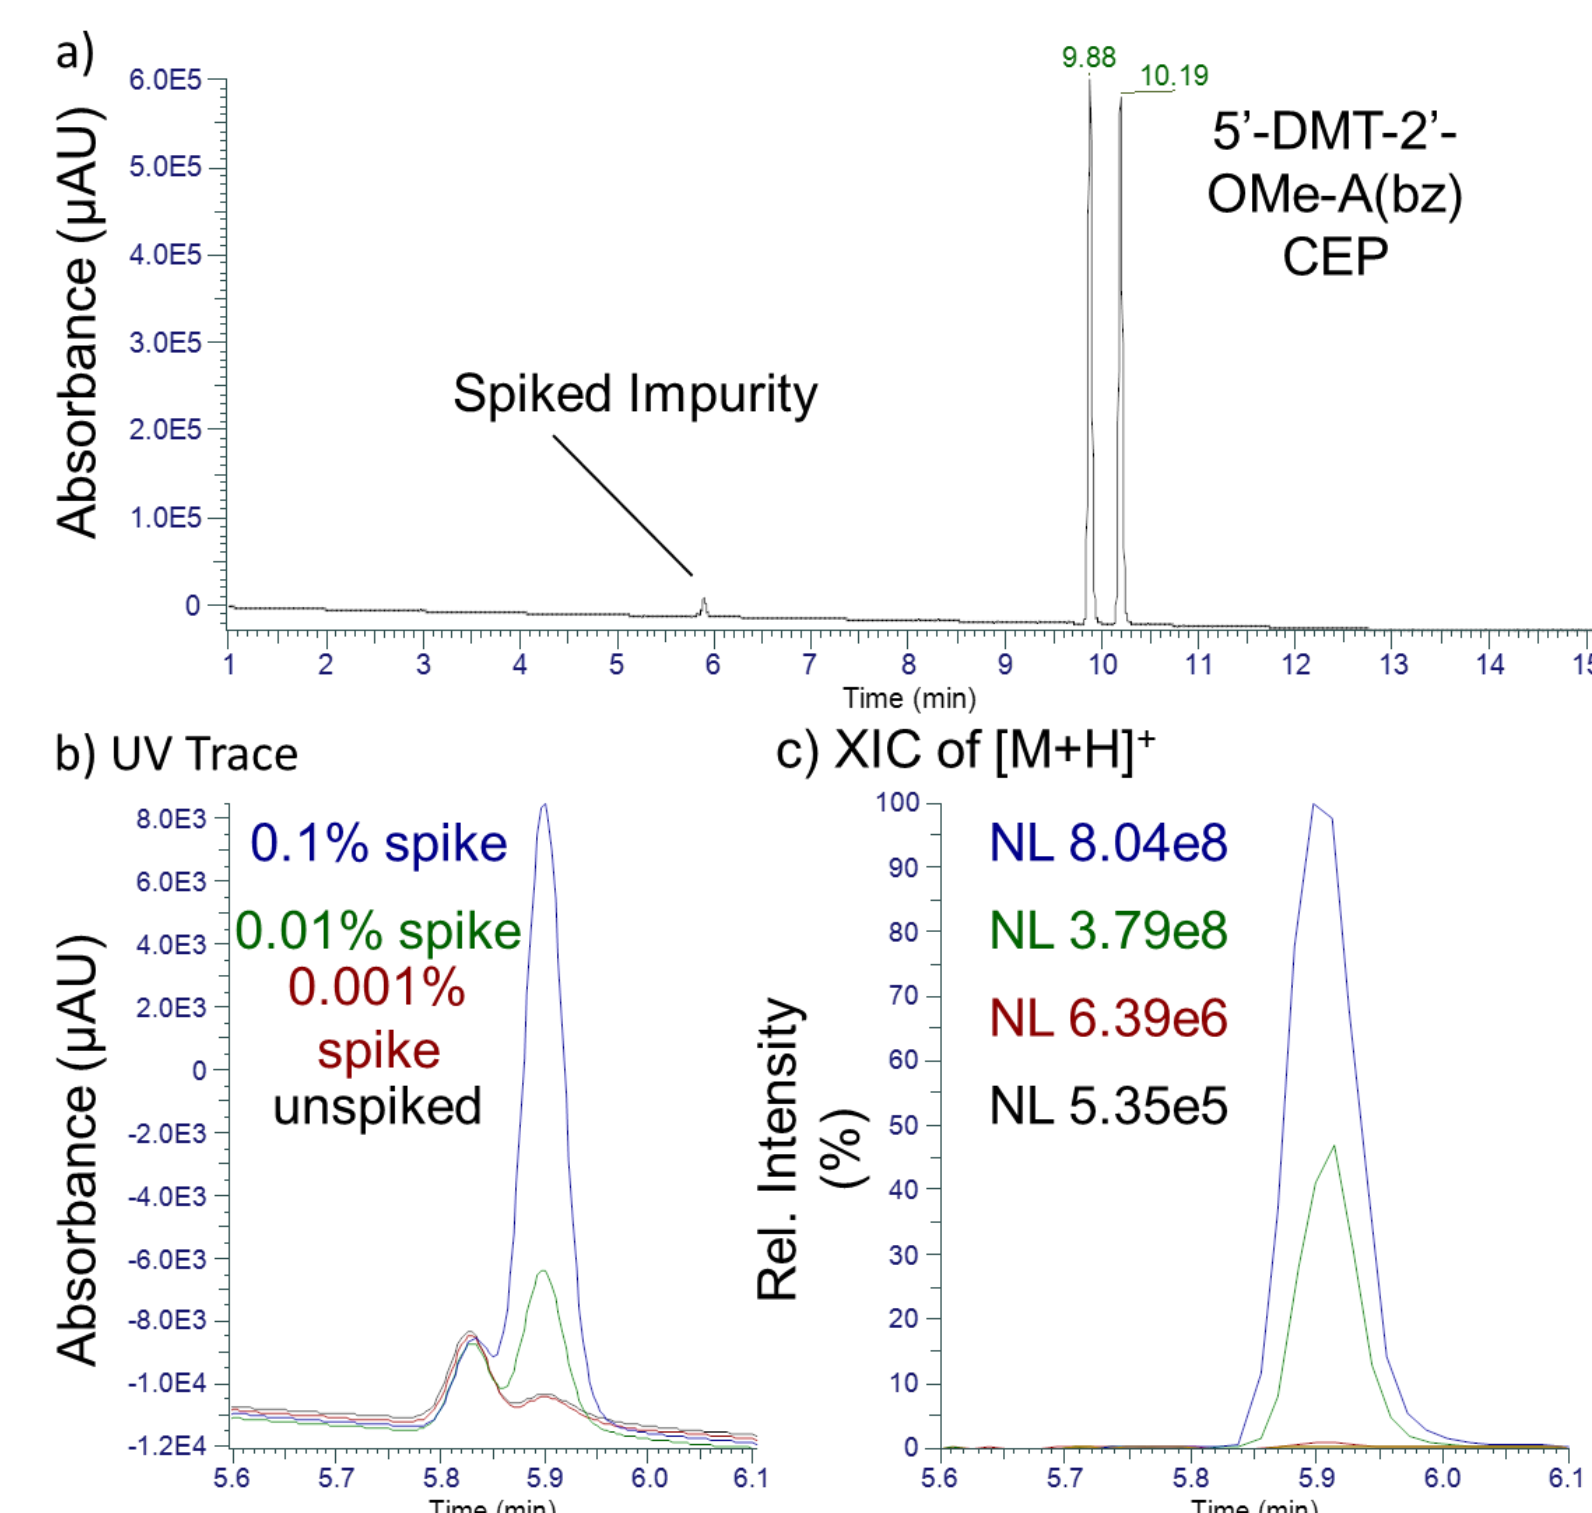 a)
9.88
10.19
6.0E5
5.0E5
4.0E5
3.0E5
2.0E5
1.0E5
0
Absorbance (µAU)
5’-DMT-2’-
OMe-A(bz)
CEP
Spiked Impurity
1 2 3 4 5 6 7 8 9 10 11 12 13 14 15
Time (min)
b) UV Trace
8.0E3
6.0E3
4.0E3
2.0E3
0
-2.0E3
-4.0E3
-6.0E3
-8.0E3
-1.0E4
-1.2E4
Absorbance (µAU)
0.1% spike
0.01% spike
0.001%
spike
unspiked
5.6 5.7 5.8 5.9 6.0 6.1
Time (min)
c) XIC of [M+H]⁺
100
90
80
70
60
50
40
30
20
10
0
Rel. Intensity
(%)
NL 8.04e8
NL 3.79e8
NL 6.39e6
NL 5.35e5
5.6 5.7 5.8 5.9 6.0 6.1
Time (min)